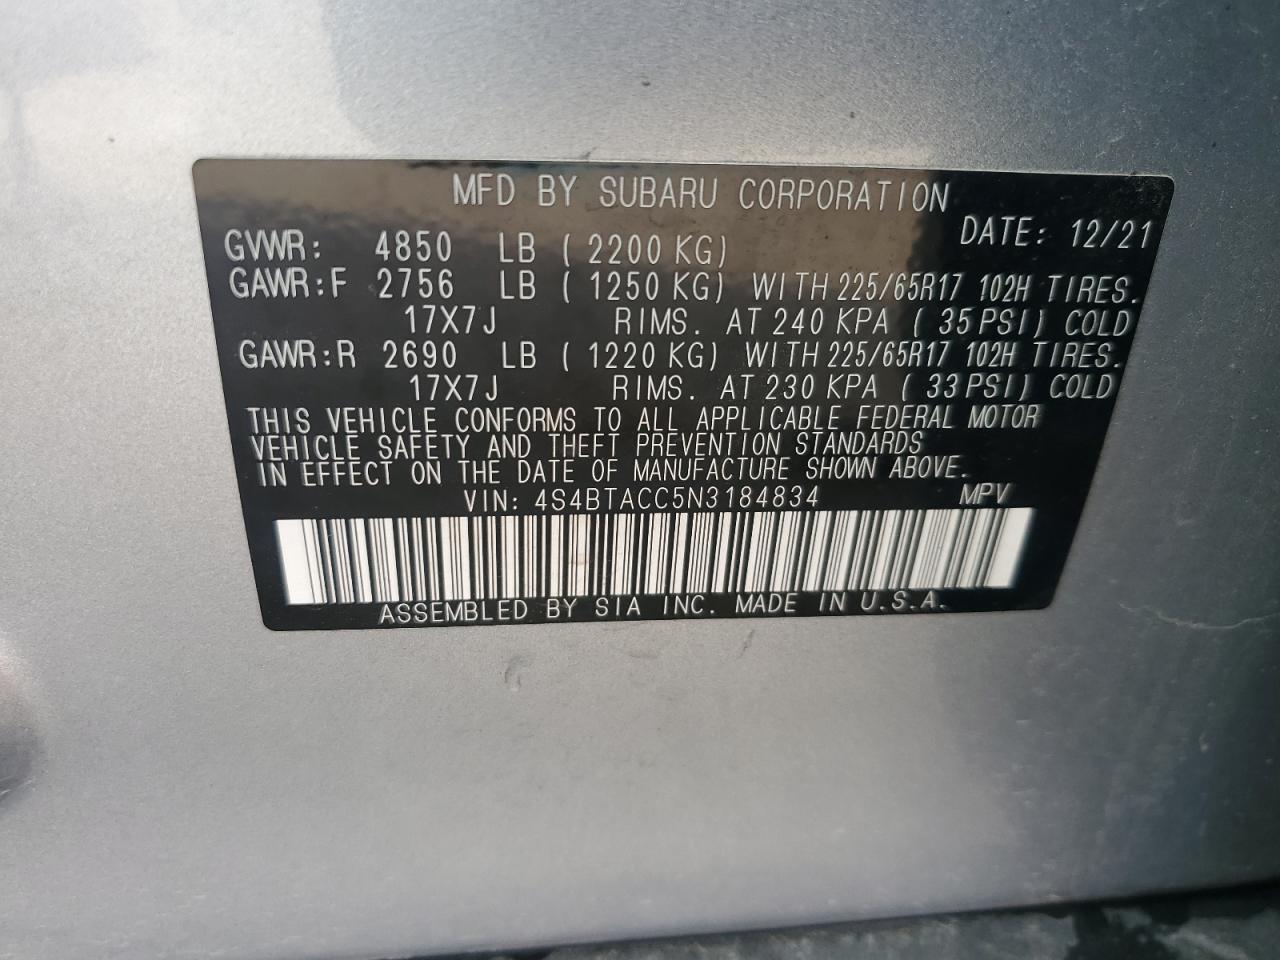 MFD BY SUBARU CORPORATION
DATE: 12/21
GVWR: 4850 LB ( 2200 KG)
GAWR:F 2756 LB ( 1250 KG) WITH 225/65R17 102H TIRES.
17X7J RIMS. AT 240 KPA ( 35 PSI) COLD
GAWR:R 2690 LB ( 1220 KG) WITH 225/65R17 102H TIRES.
17X7J RIMS. AT 230 KPA ( 33 PSI) COLD
THIS VEHICLE CONFORMS TO ALL APPLICABLE FEDERAL MOTOR
VEHICLE SAFETY AND THEFT PREVENTION STANDARDS
IN EFFECT ON THE DATE OF MANUFACTURE SHOWN ABOVE.
VIN: 4S4BTACC5N3184834 MPV
ASSEMBLED BY SIA INC. MADE IN U.S.A.